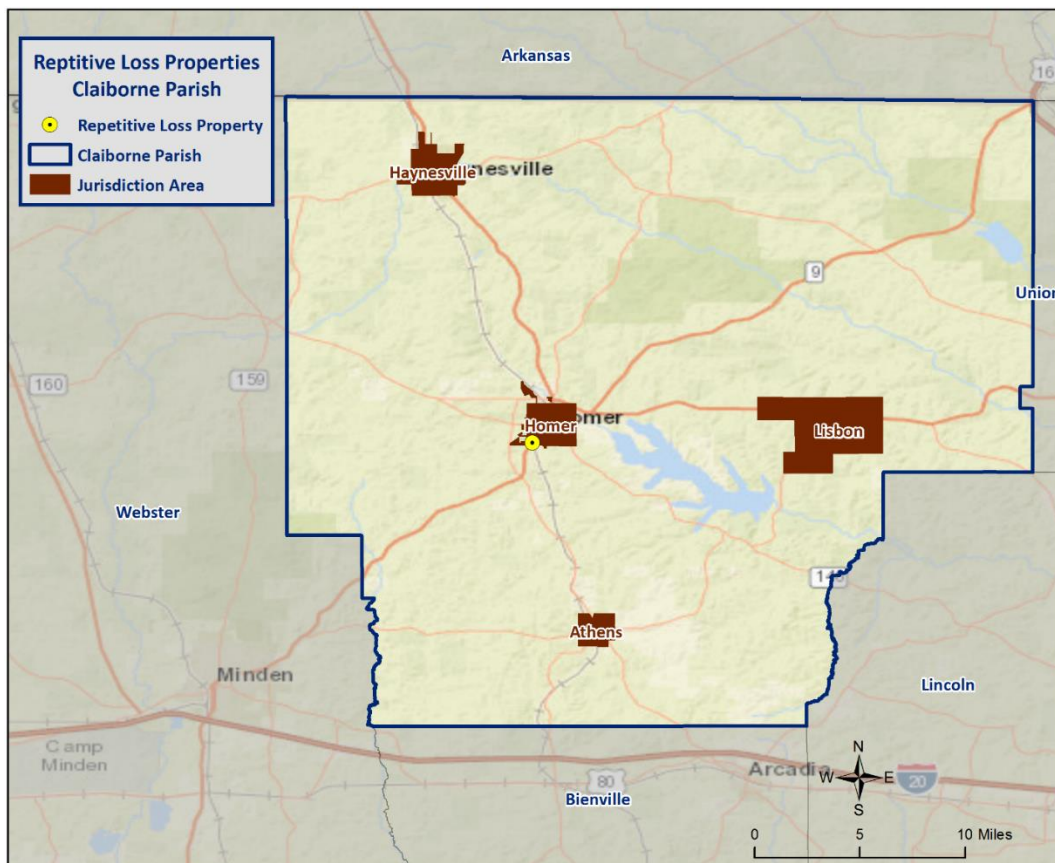 Reptitive Loss Properties
Claiborne Parish
Repetitive Loss Property
Claiborne Parish
Jurisdiction Area
Arkansas
Haynesville
nesville
9
Union
160
159
Homer
omer
Lisbon
Webster
Athens
Minden
Lincoln
Camp
Minden
Arcadia
80
20
Bienville
N
W E
S
0 5 10 Miles